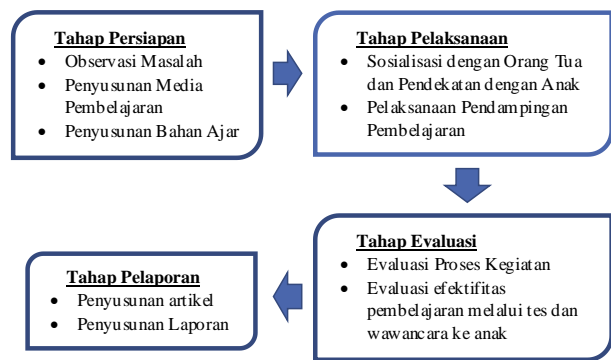 Tahap Persiapan
• Observasi Masalah
• Penyusunan Media
Pembelajaran
• Penyusunan Bahan Ajar
Tahap Pelaksanaan
• Sosialisasi dengan Orang Tua
dan Pendekatan dengan Anak
• Pelaksanaan Pendampingan
Pembelajaran
Tahap Evaluasi
• Evaluasi Proses Kegiatan
• Evaluasi efektifitas
pembelajaran melalui tes dan
wawancara ke anak
Tahap Pelaporan
• Penyusunan artikel
• Penyusunan Laporan